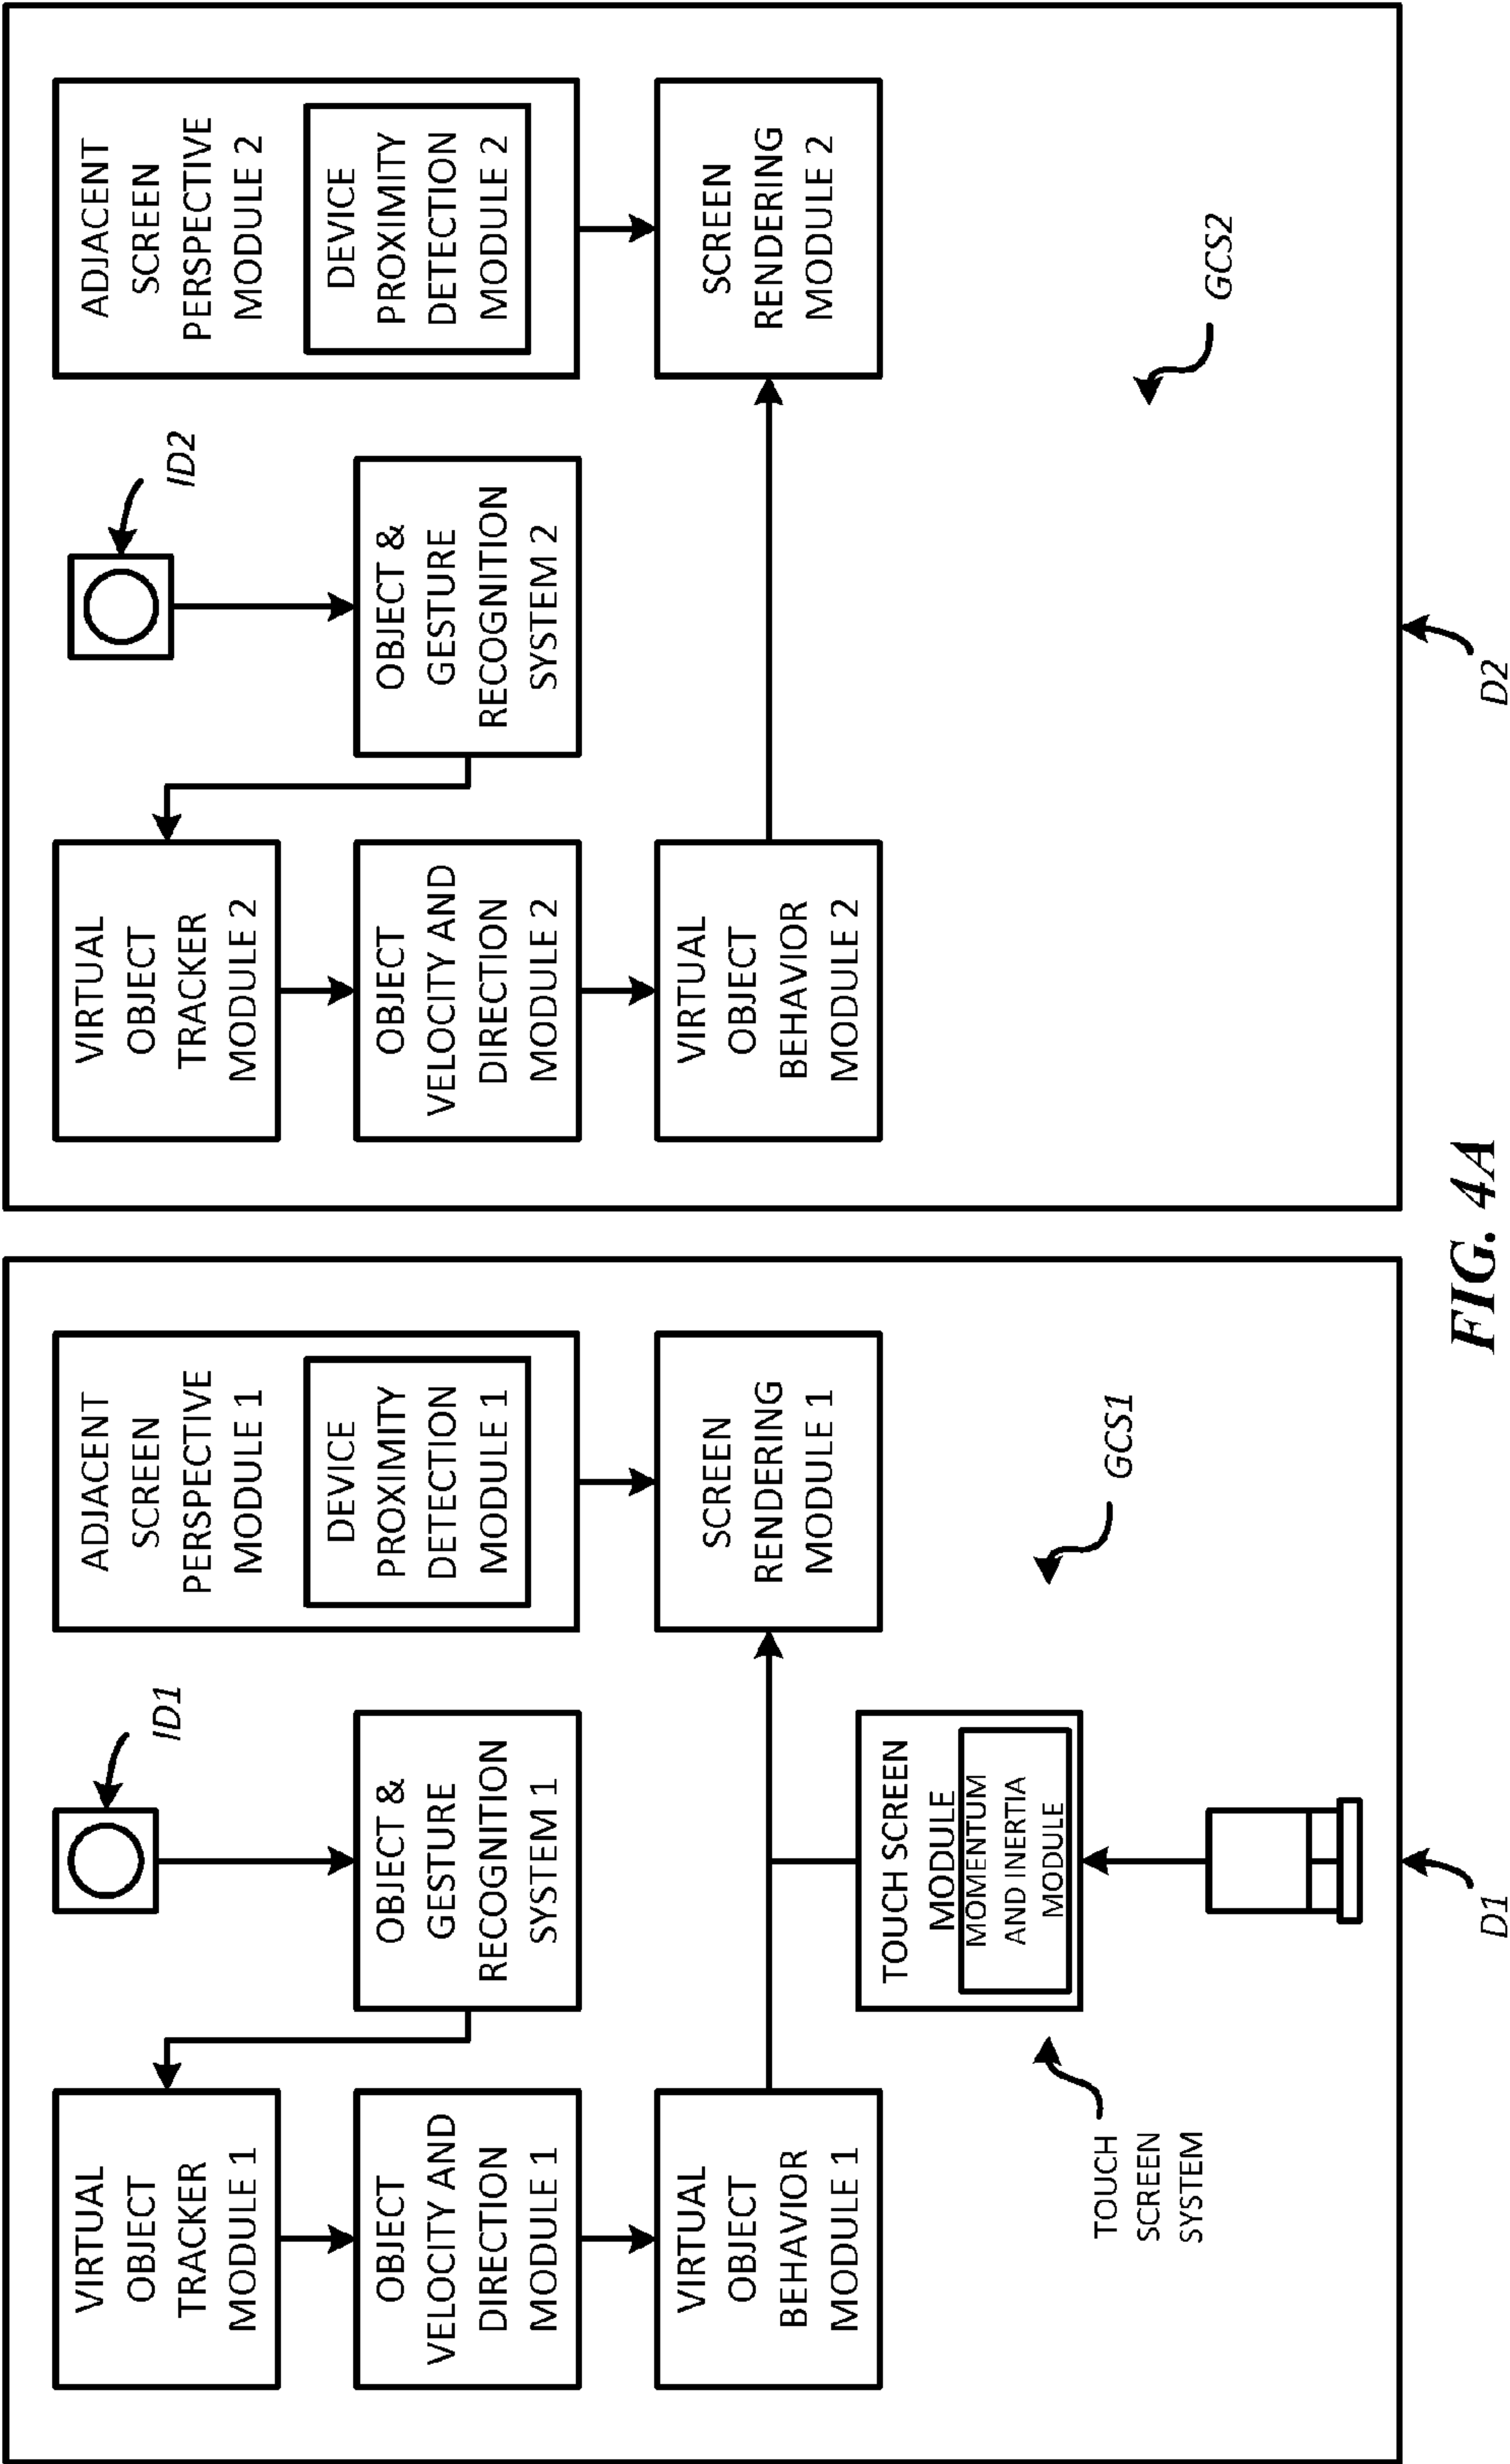 VIRTUAL
OBJECT
TRACKER
MODULE 1
OBJECT
VELOCITY AND
DIRECTION
MODULE 1
VIRTUAL
OBJECT
BEHAVIOR
MODULE 1
TOUCH
SCREEN
SYSTEM
ID1
OBJECT &
GESTURE
RECOGNITION
SYSTEM 1
TOUCH SCREEN
MODULE
MOMENTUM
AND INERTIA
MODULE
D1
ADJACENT
SCREEN
PERSPECTIVE
MODULE 1
DEVICE
PROXIMITY
DETECTION
MODULE 1
SCREEN
RENDERING
MODULE 1
GCS1
VIRTUAL
OBJECT
TRACKER
MODULE 2
OBJECT
VELOCITY AND
DIRECTION
MODULE 2
VIRTUAL
OBJECT
BEHAVIOR
MODULE 2
ID2
OBJECT &
GESTURE
RECOGNITION
SYSTEM 2
D2
ADJACENT
SCREEN
PERSPECTIVE
MODULE 2
DEVICE
PROXIMITY
DETECTION
MODULE 2
SCREEN
RENDERING
MODULE 2
GCS2
FIG. 4A